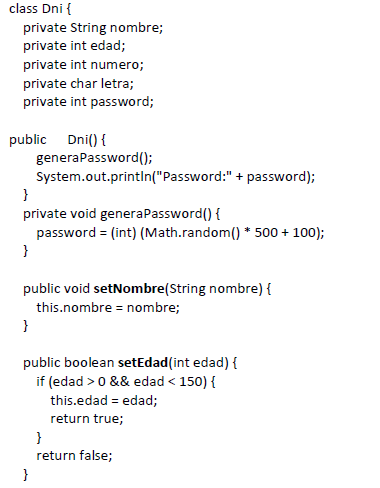 class Dni {
private String nombre;
private int edad;
private int numero;
private char letra;
private int password;
public Dni() {
generaPassword();
System.out.println("Password:" + password);
}
private void generaPassword() {
password = (int) (Math.random() * 500 + 100);
}
public void setNombre(String nombre) {
this.nombre = nombre;
}
public boolean setEdad(int edad) {
if (edad > 0 && edad < 150) {
this.edad = edad;
return true;
}
return false;
}